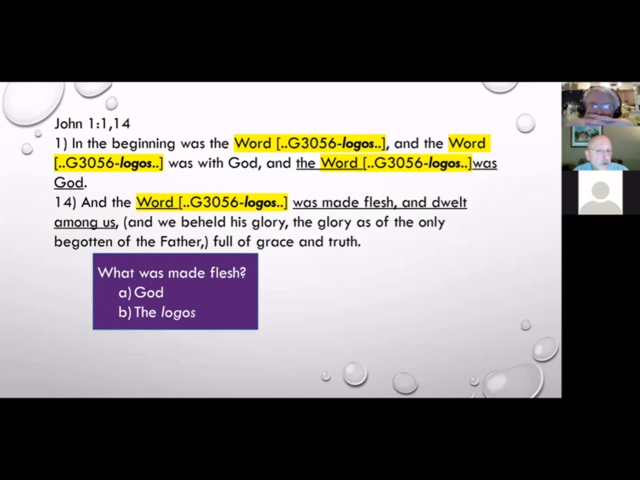 John 1:1,14
1) In the beginning was the Word [..G3056-logos..], and the Word
[..G3056-logos..] was with God, and the Word [..G3056-logos..]was
God.
14) And the Word [..G3056-logos..] was made flesh, and dwelt
among us, (and we beheld his glory, the glory as of the only
begotten of the Father,) full of grace and truth.
What was made flesh?
a) God
b) The logos